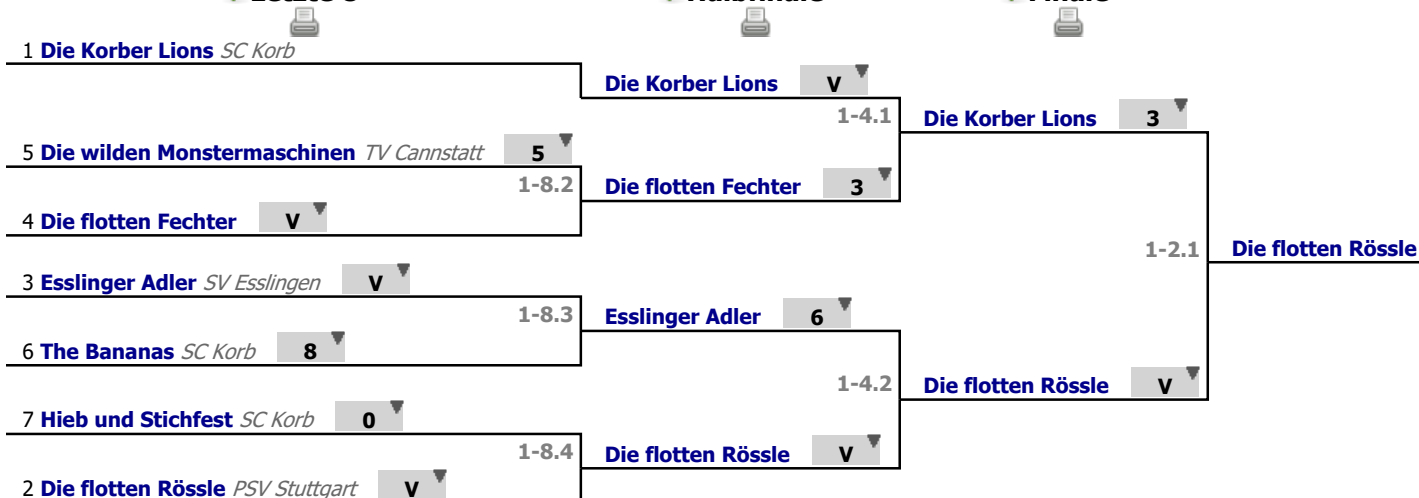 1 Die Korber Lions SC Korb
Die Korber Lions V
1-4.1
Die Korber Lions 3
5 Die wilden Monstermaschinen TV Cannstatt 5
1-8.2
Die flotten Fechter 3
4 Die flotten Fechter V
1-2.1
Die flotten Rössle
3 Esslinger Adler SV Esslingen V
1-8.3
Esslinger Adler 6
6 The Bananas SC Korb 8
1-4.2
Die flotten Rössle V
7 Hieb und Stichfest SC Korb 0
1-8.4
Die flotten Rössle V
2 Die flotten Rössle PSV Stuttgart V